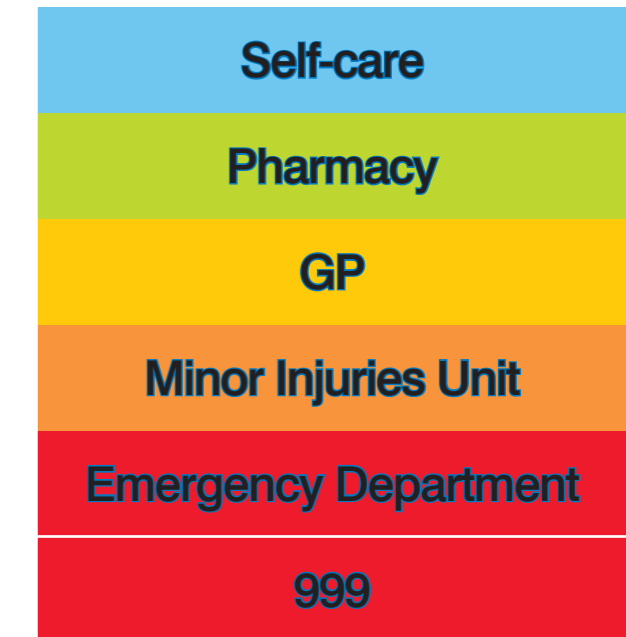 Self-care
Pharmacy
GP
Minor Injuries Unit
Emergency Department
999